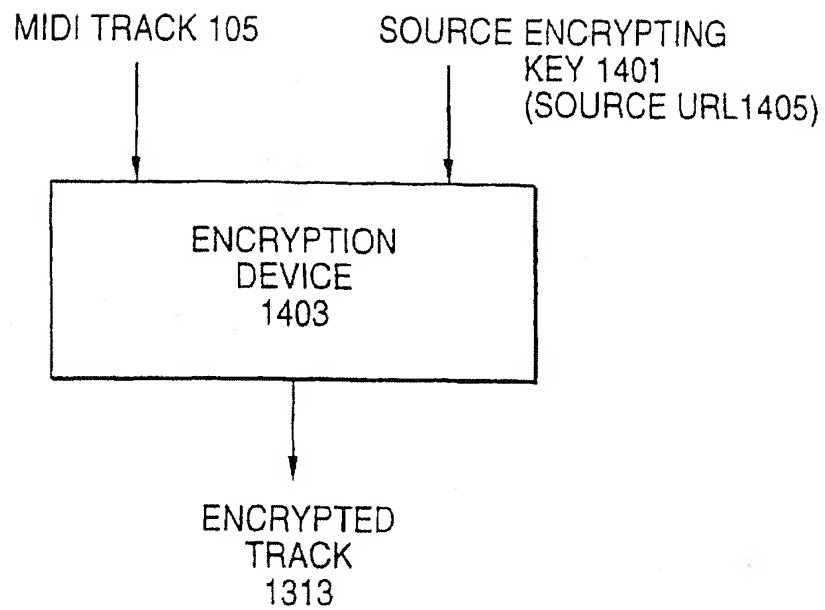 MIDI TRACK 105
SOURCE ENCRYPTING
KEY 1401
(SOURCE URL1405)
ENCRYPTION
DEVICE
1403
ENCRYPTED
TRACK
1313